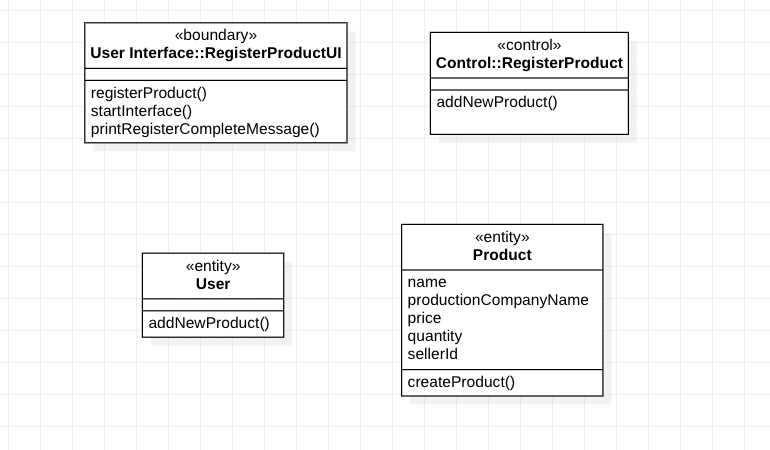 «boundary»
User Interface::RegisterProductUI
registerProduct()
startInterface()
printRegisterCompleteMessage()
«control»
Control::RegisterProduct
addNewProduct()
«entity»
User
addNewProduct()
«entity»
Product
name
productionCompanyName
price
quantity
sellerId
createProduct()